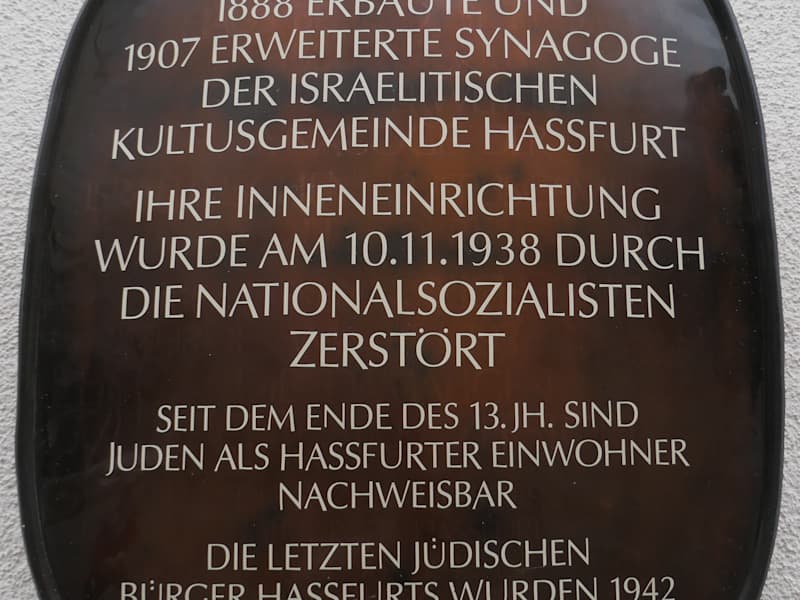 1888 ERBAUTE UND
1907 ERWEITERTE SYNAGOGE
DER ISRAELITISCHEN
KULTUSGEMEINDE HASSFURT
IHRE INNENEINRICHTUNG
WURDE AM 10.11.1938 DURCH
DIE NATIONALSOZIALISTEN
ZERSTÖRT
SEIT DEM ENDE DES 13. JH. SIND
JUDEN ALS HASSFURTER EINWOHNER
NACHWEISBAR
DIE LETZTEN JÜDISCHEN
BÜRGER HASSFURTS WURDEN 1942